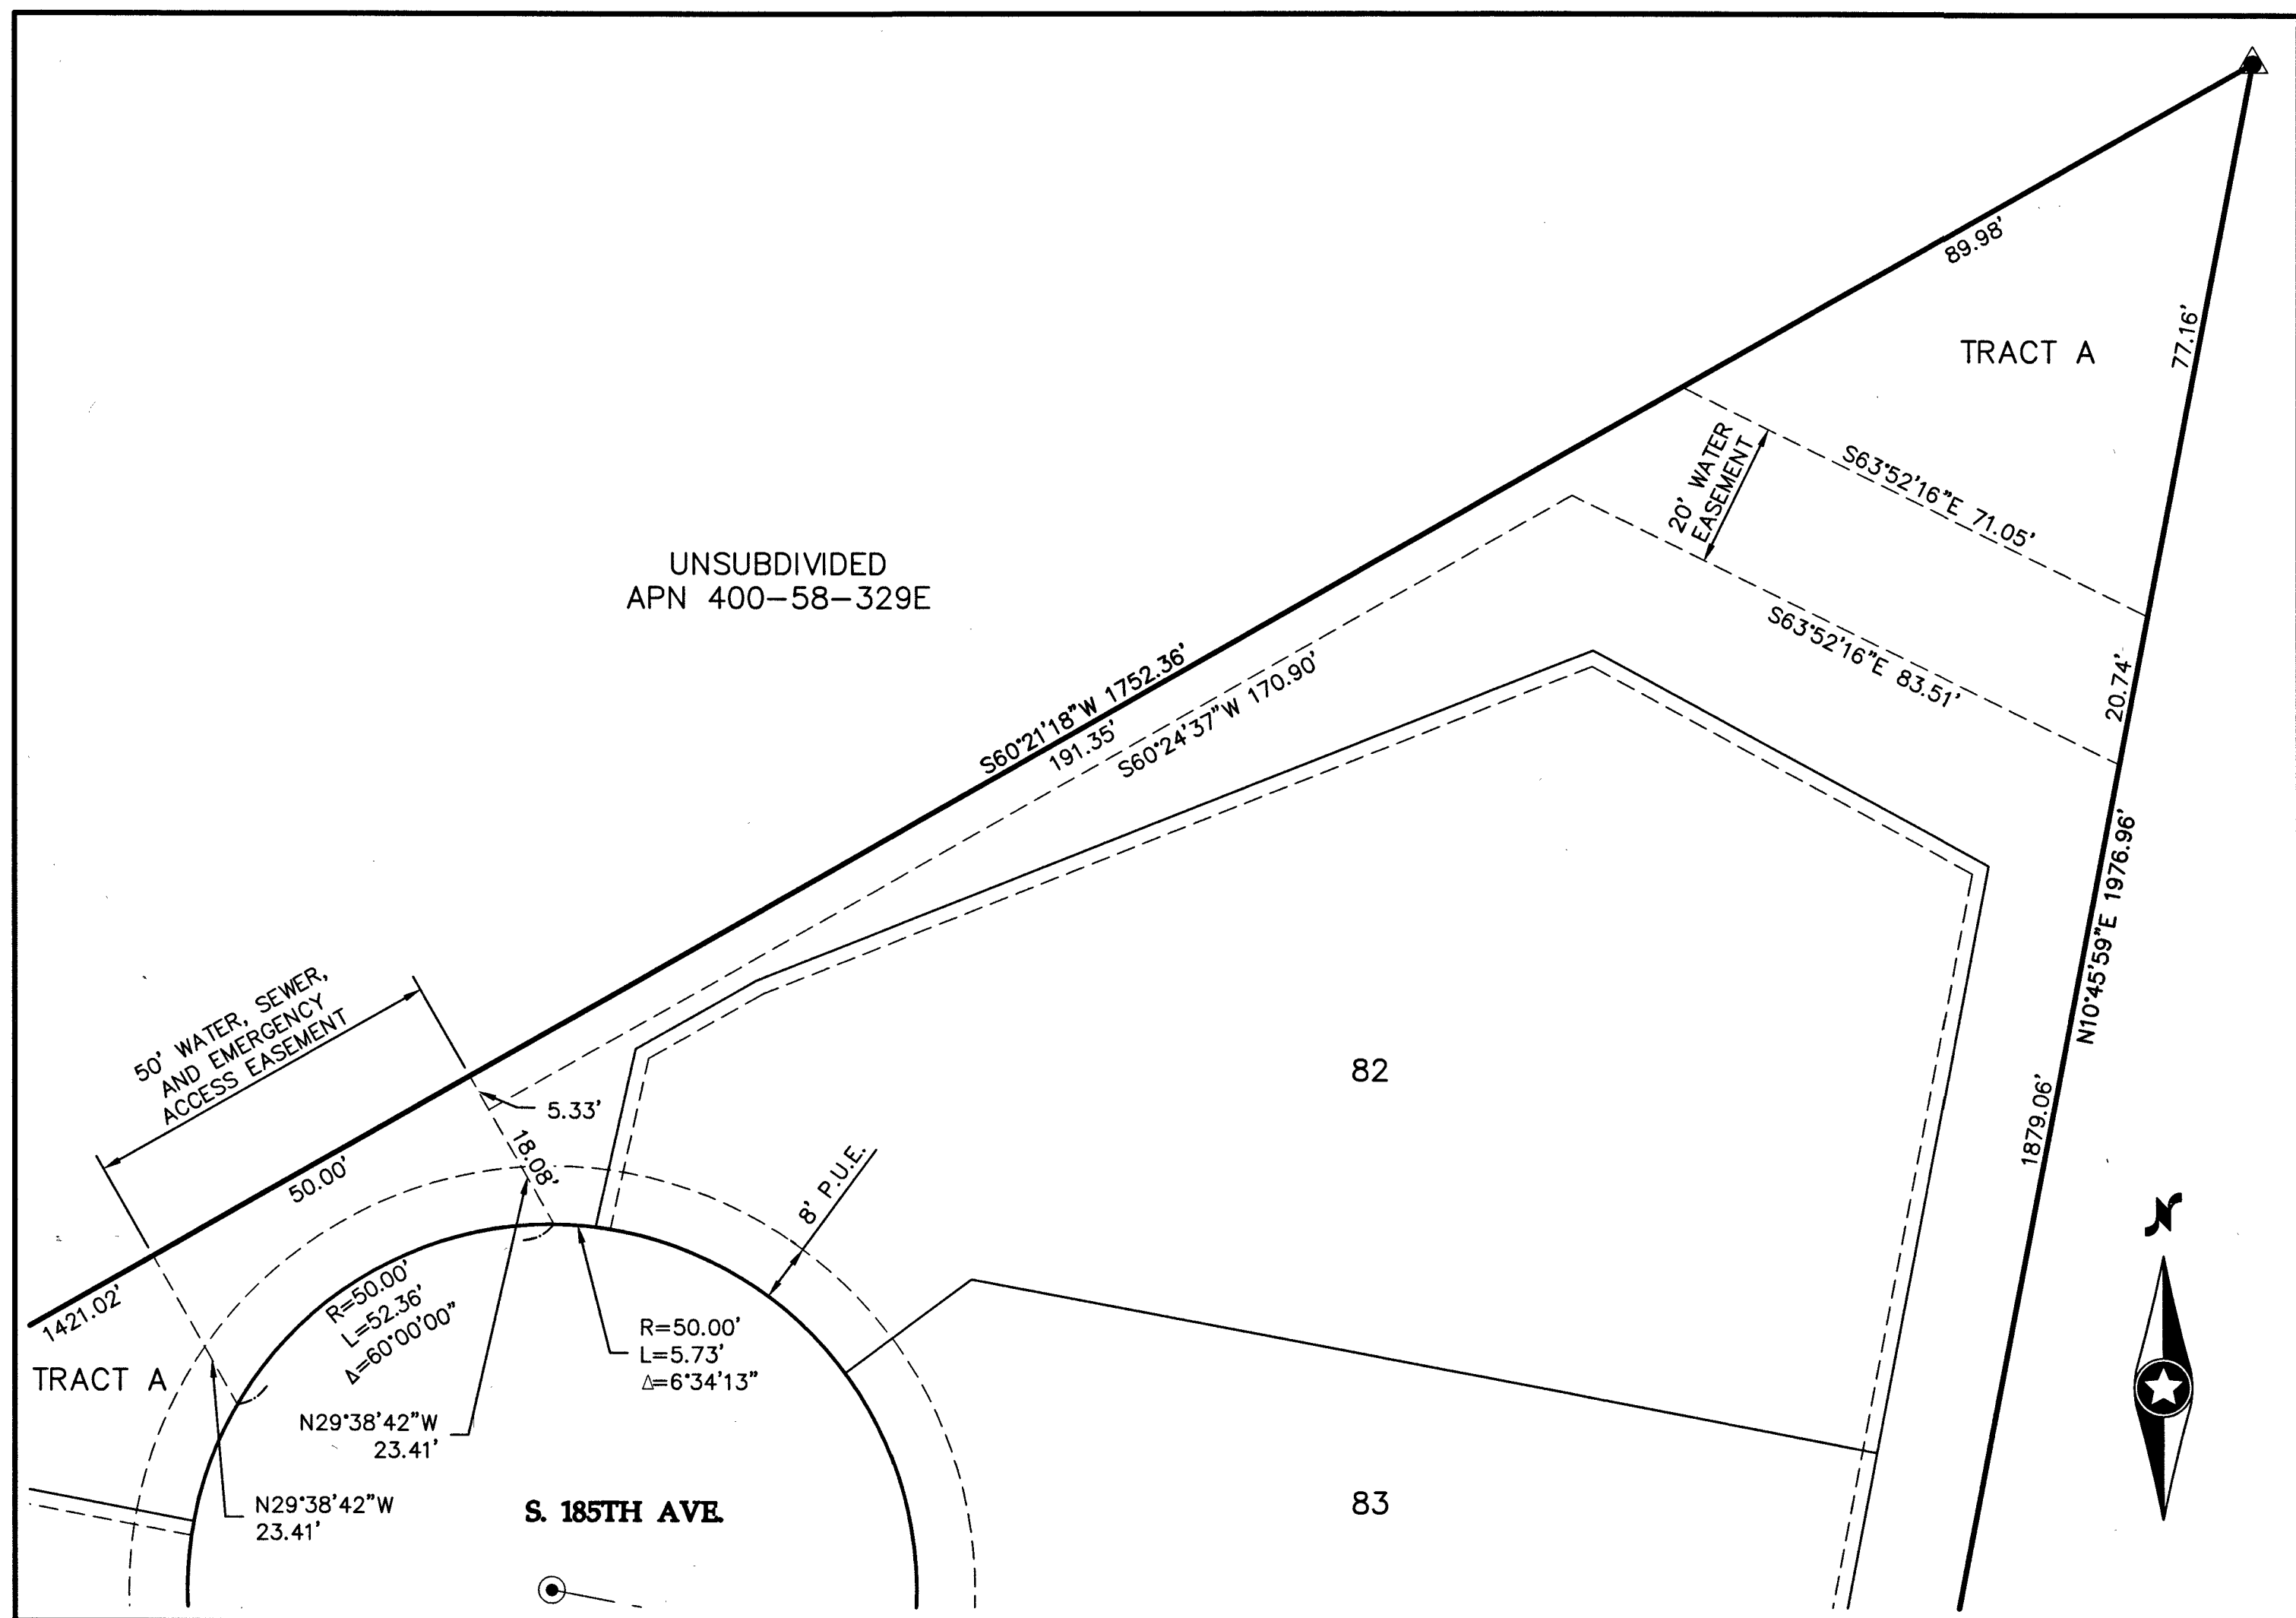 89.98'
77.16'
TRACT A
20' WATER
EASEMENT
S63°52'16"E 71.05'
UNSUBDIVIDED
APN 400-58-329E
S63°52'16"E 83.51'
20.74'
S60°21'18"W 1752.36'
191.35'
S60°24'37"W 170.90'
N10°45'59"E 1976.96'
50' WATER, SEWER,
AND EMERGENCY
ACCESS EASEMENT
82
5.33'
18.08'
1879.06'
50.00'
8' P.U.E.
N
1421.02'
R=50.00'
L=52.36'
Δ=60°00'00"
R=50.00'
L=5.73'
Δ=6°34'13"
TRACT A
N29°38'42"W
23.41'
N29°38'42"W
23.41'
S. 185TH AVE.
83